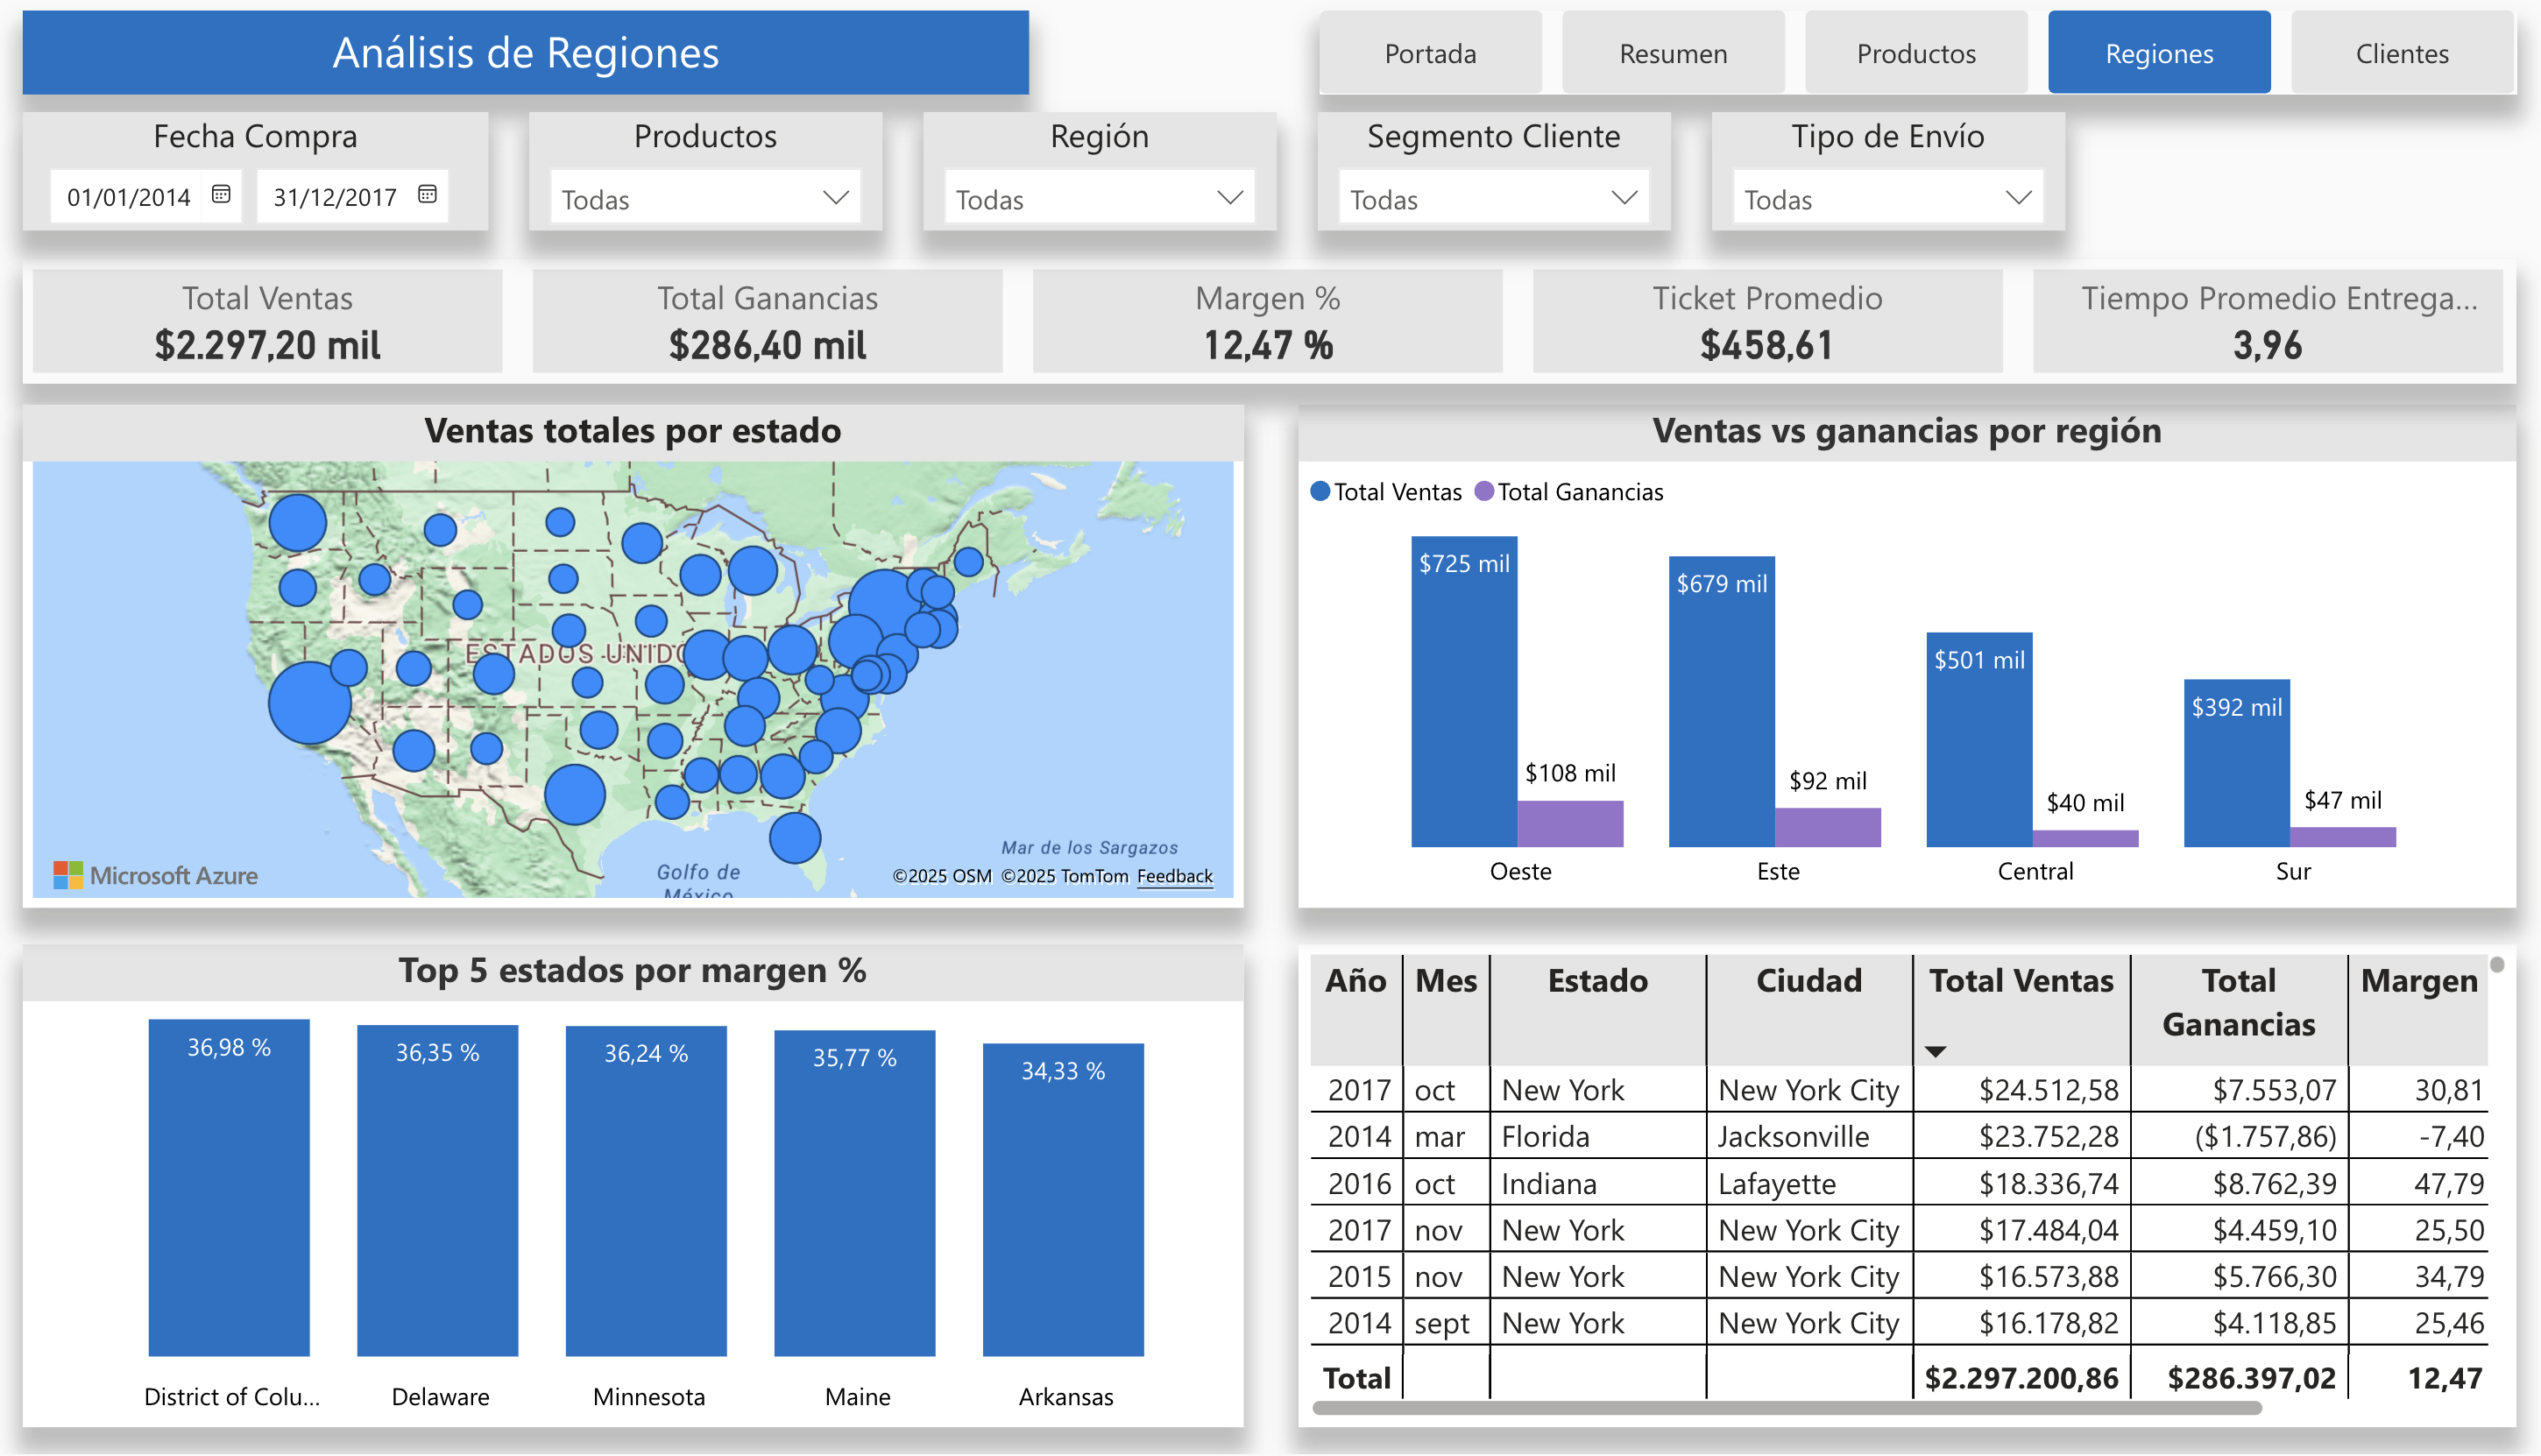 Análisis de Regiones
Portada
Resumen
Productos
Regiones
Clientes
Fecha Compra
01/01/2014
31/12/2017
Productos
Todas
Región
Todas
Segmento Cliente
Todas
Tipo de Envío
Todas
Total Ventas
$2.297,20 mil
Total Ganancias
$286,40 mil
Margen %
12,47 %
Ticket Promedio
$458,61
Tiempo Promedio Entrega...
3,96
Ventas totales por estado
ESTADOS UNIDO
Mar de los Sargazos
Golfo de
México
Microsoft Azure
©2025 OSM ©2025 TomTom Feedback
Ventas vs ganancias por región
Total Ventas Total Ganancias
$725 mil
$108 mil
$679 mil
$92 mil
$501 mil
$40 mil
$392 mil
$47 mil
Oeste Este Central Sur
Top 5 estados por margen %
36,98 % 36,35 % 36,24 % 35,77 % 34,33 %
District of Colu... Delaware Minnesota Maine Arkansas
Año Mes Estado Ciudad Total Ventas Total Ganancias Margen
2017 oct New York New York City $24.512,58 $7.553,07 30,81
2014 mar Florida Jacksonville $23.752,28 ($1.757,86) -7,40
2016 oct Indiana Lafayette $18.336,74 $8.762,39 47,79
2017 nov New York New York City $17.484,04 $4.459,10 25,50
2015 nov New York New York City $16.573,88 $5.766,30 34,79
2014 sept New York New York City $16.178,82 $4.118,85 25,46
Total $2.297.200,86 $286.397,02 12,47